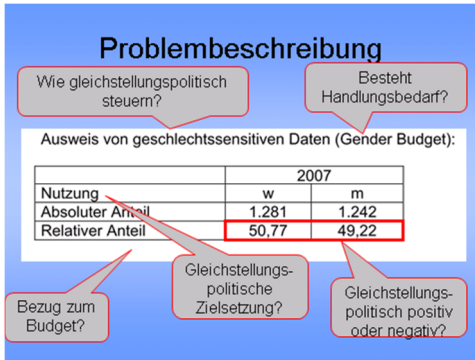 Problembeschreibung
Wie gleichstellungspolitisch
steuern?
Besteht
Handlungsbedarf?
Ausweis von geschlechtssensitiven Daten (Gender Budget):
2007
Nutzung w m
Absoluter Anteil 1.281 1.242
Relativer Anteil 50,77 49,22
Bezug zum
Budget?
Gleichstellungs-
politische
Zielsetzung?
Gleichstellungs-
politisch positiv
oder negativ?